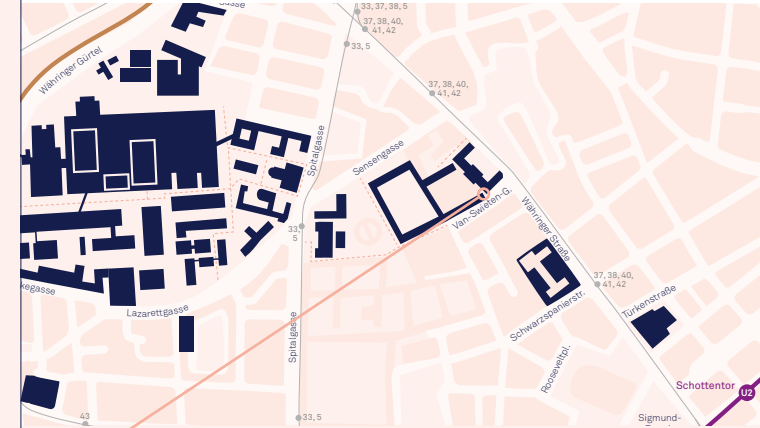 33, 37, 38, 5
37, 38, 40,
41, 42
33, 5
Währinger Gürtel
37, 38, 40,
41, 42
Spitalgasse
Sensengasse
Van-Swieten-G.
Währinger Straße
33,
5
37, 38, 40,
41, 42
Türkenstraße
Schwarzspanierstr.
Lazarettgasse
Spitalgasse
Rooseveltpl.
Schottentor
U2
43
33, 5
Sigmund-